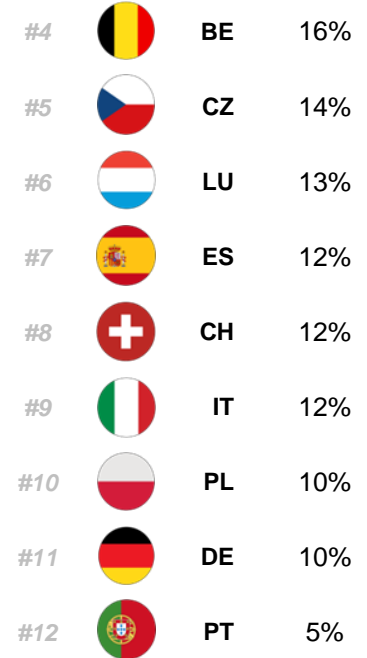 #4 BE 16%
#5 CZ 14%
#6 LU 13%
#7 ES 12%
#8 CH 12%
#9 IT 12%
#10 PL 10%
#11 DE 10%
#12 PT 5%